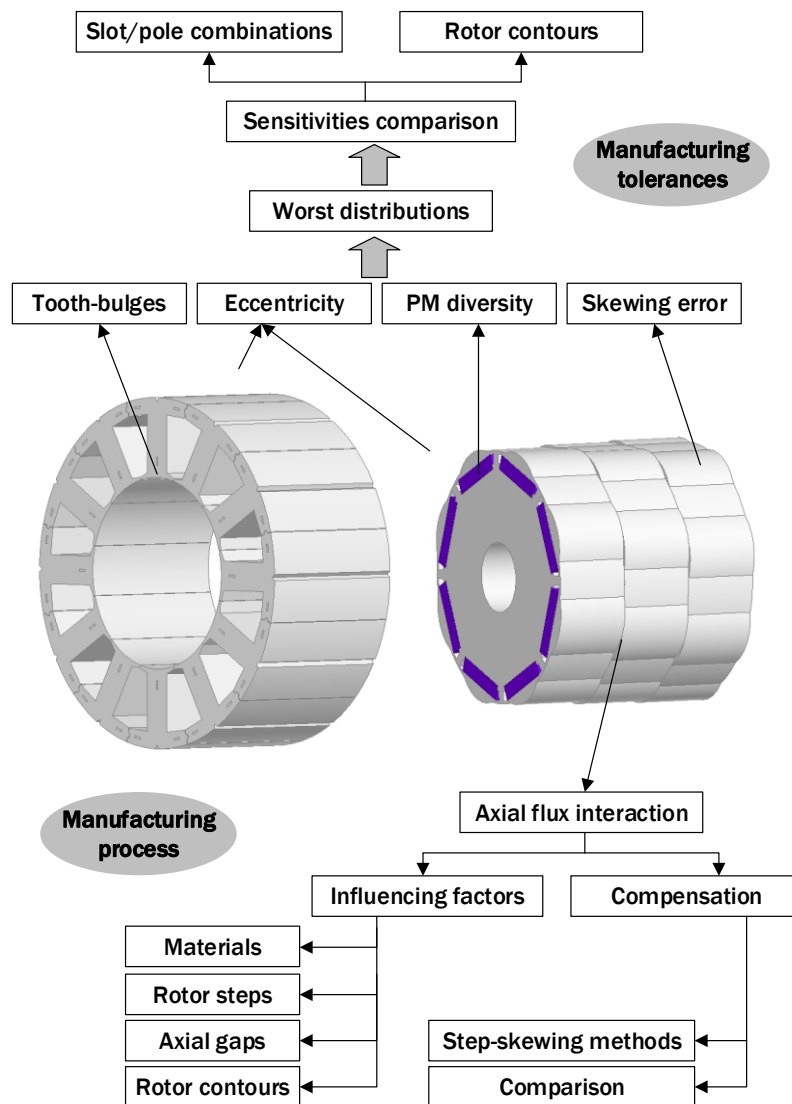 Slot/pole combinations
Rotor contours
Sensitivities comparison
Manufacturing
tolerances
Worst distributions
Tooth-bulges
Eccentricity
PM diversity
Skewing error
Axial flux interaction
Manufacturing
process
Influencing factors
Compensation
Materials
Rotor steps
Axial gaps
Step-skewing methods
Rotor contours
Comparison